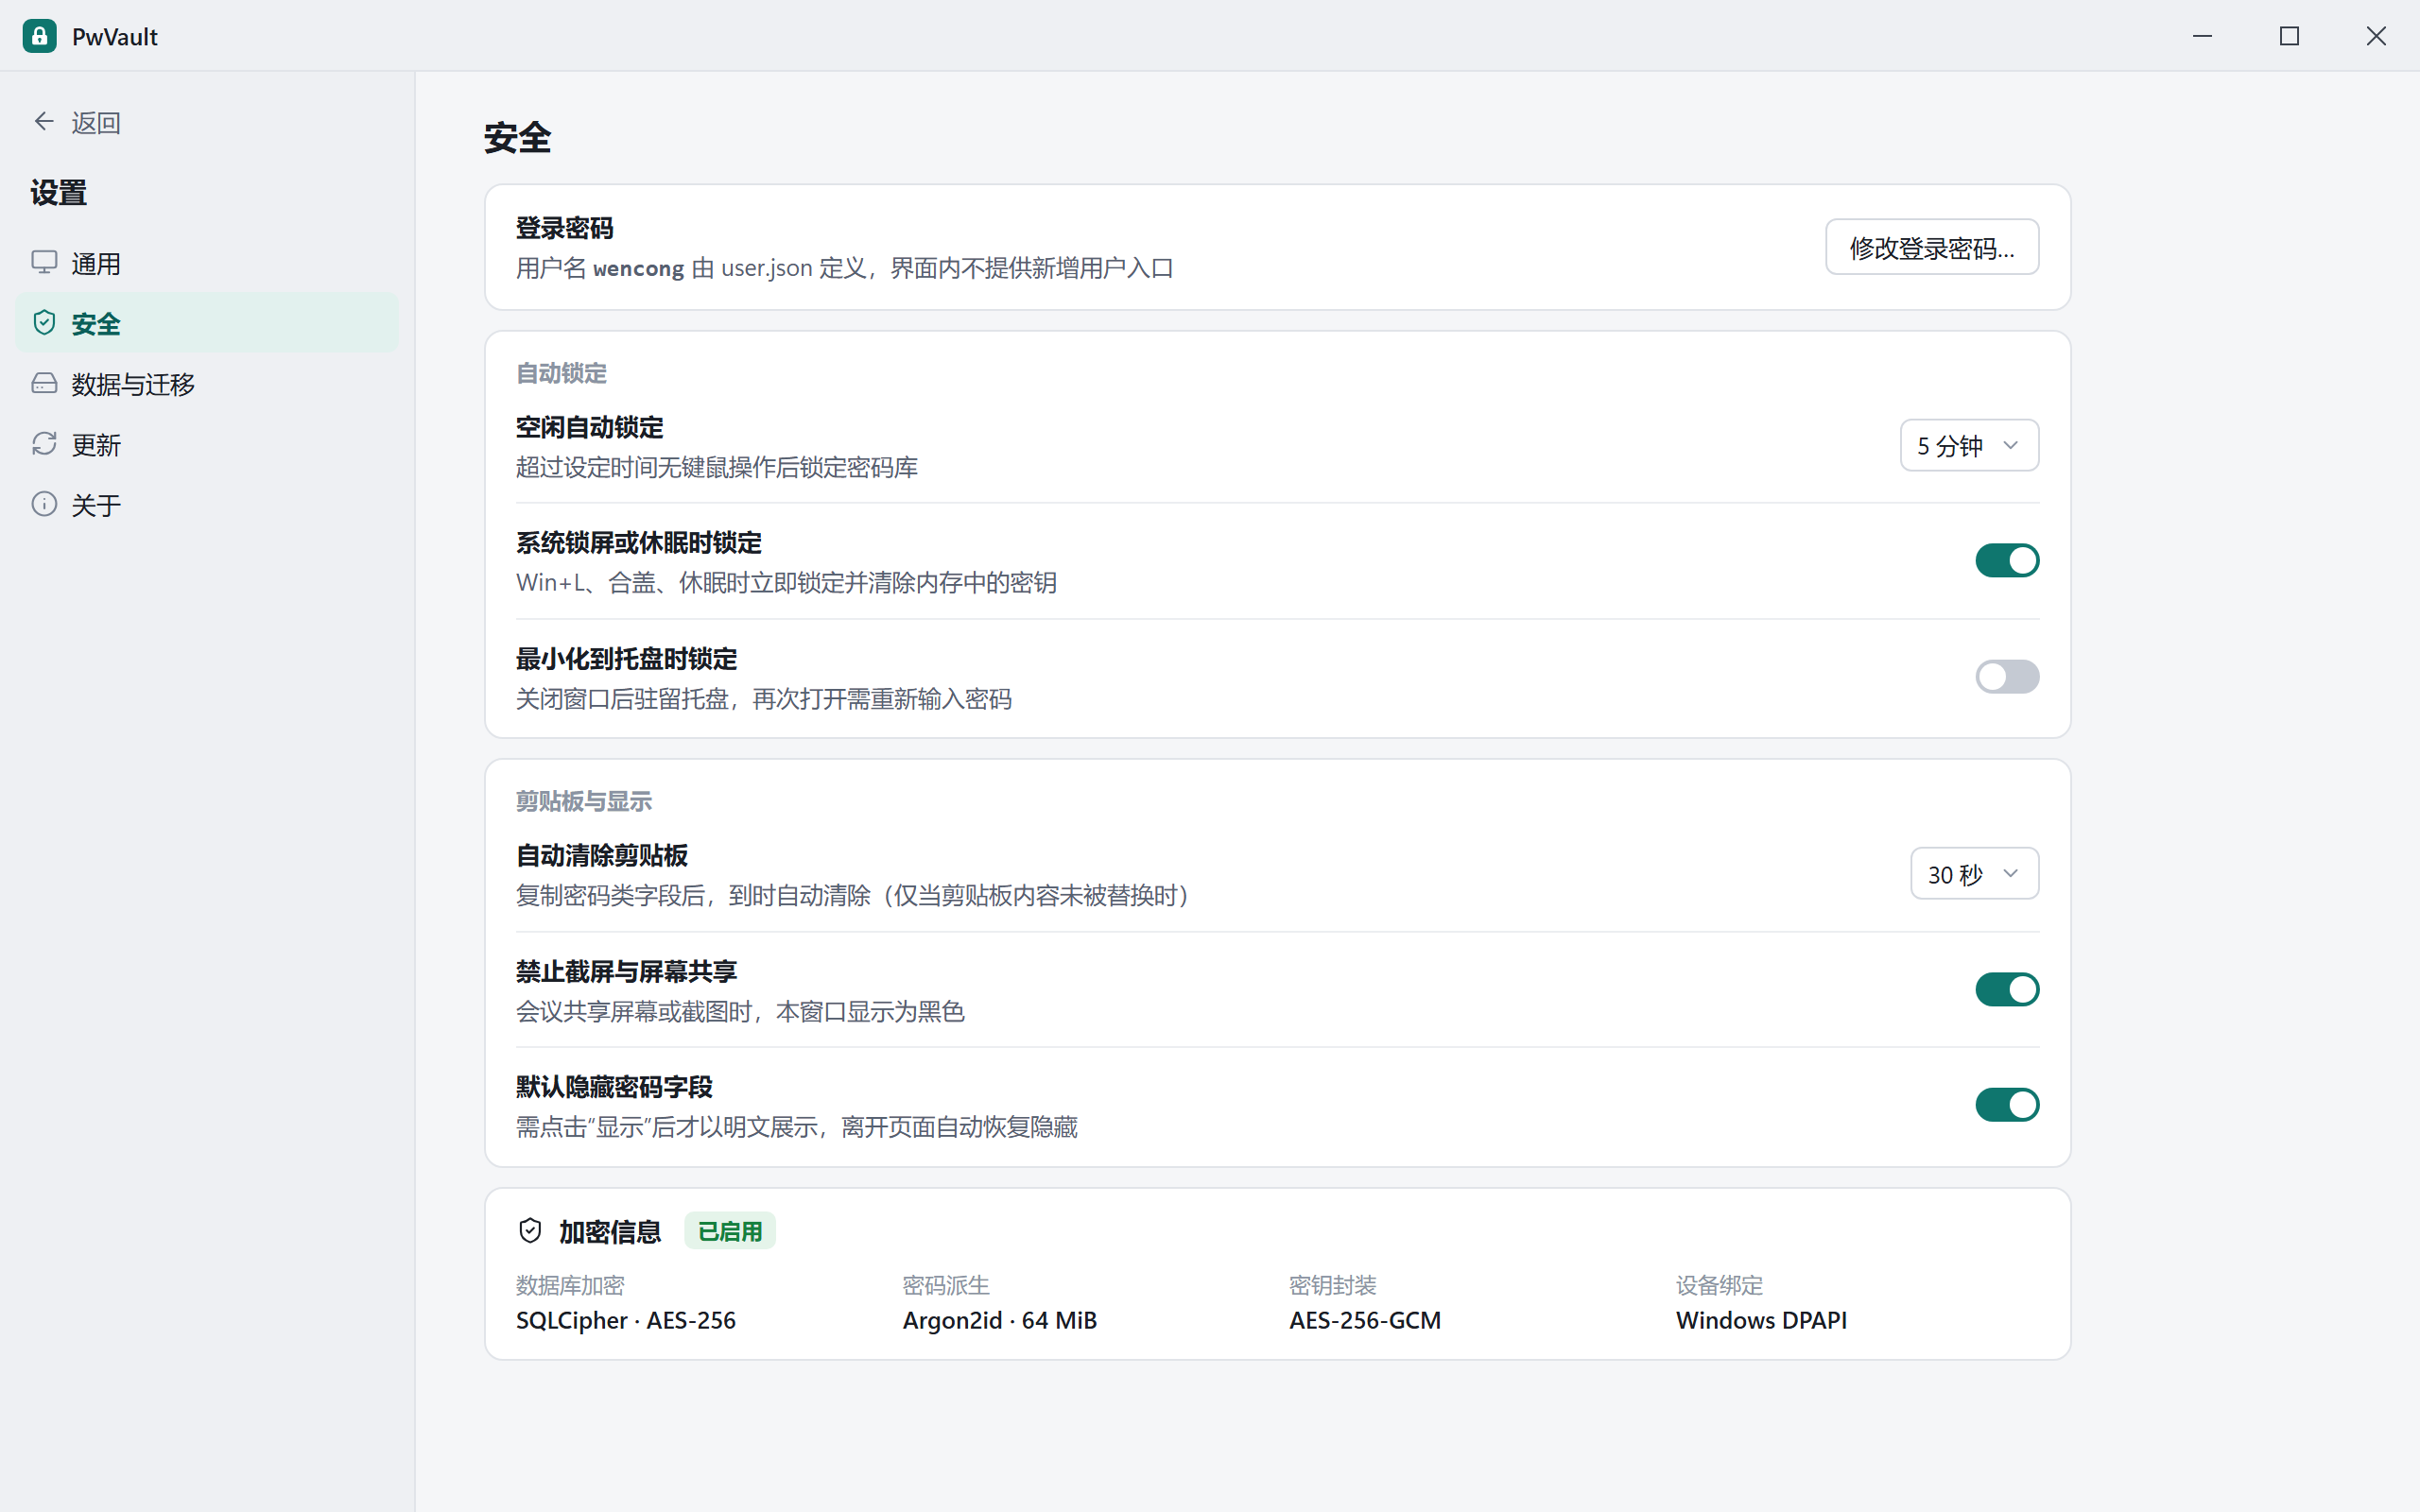 PwVault
返回
设置
通用
安全
数据与迁移
更新
关于
安全
登录密码
用户名 wencong 由 user.json 定义，界面内不提供新增用户入口
修改登录密码...
自动锁定
空闲自动锁定
超过设定时间无键鼠操作后锁定密码库
5 分钟
系统锁屏或休眠时锁定
Win+L、合盖、休眠时立即锁定并清除内存中的密钥
最小化到托盘时锁定
关闭窗口后驻留托盘，再次打开需重新输入密码
剪贴板与显示
自动清除剪贴板
复制密码类字段后，到时自动清除（仅当剪贴板内容未被替换时）
30 秒
禁止截屏与屏幕共享
会议共享屏幕或截图时，本窗口显示为黑色
默认隐藏密码字段
需点击“显示”后才以明文展示，离开页面自动恢复隐藏
加密信息 已启用
数据库加密 密码派生 密钥封装 设备绑定
SQLCipher · AES-256 Argon2id · 64 MiB AES-256-GCM Windows DPAPI